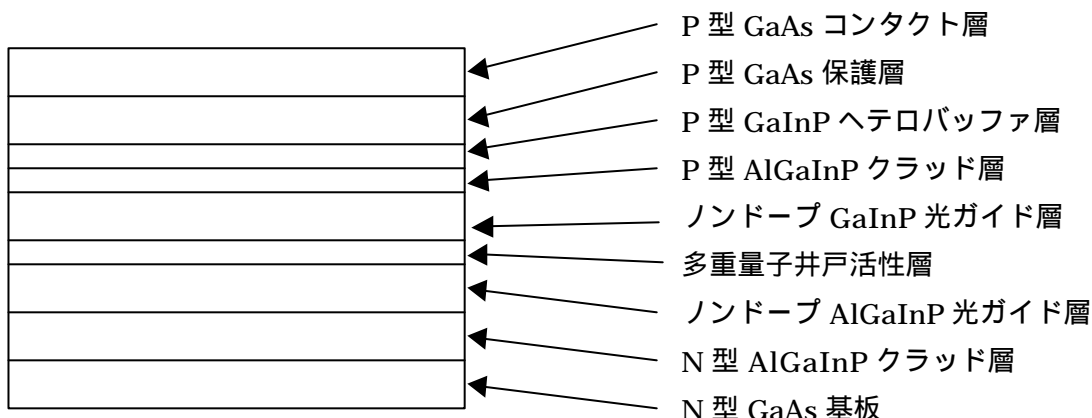 P 型 GaAs コンタクト層
P 型 GaAs 保護層
P 型 GaInP ヘテロバッファ層
P 型 AlGaInP クラッド層
ノンドープ GaInP 光ガイド層
多重量子井戸活性層
ノンドープ AlGaInP 光ガイド層
N 型 AlGaInP クラッド層
N 型 GaAs 基板